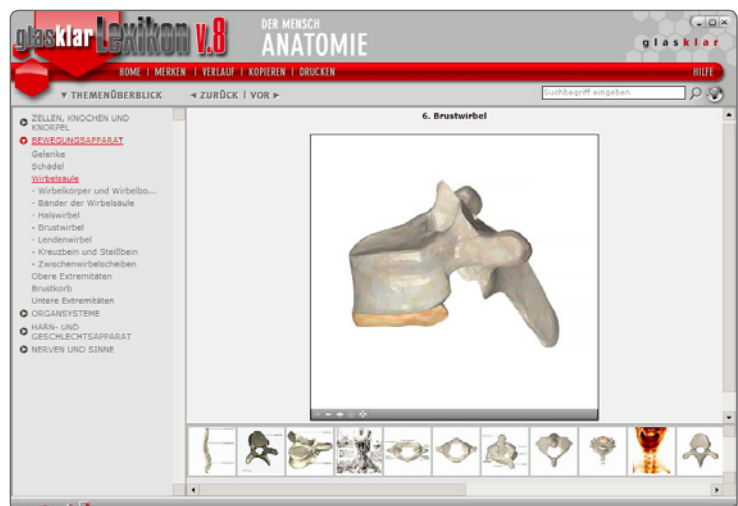 glasklar Lexikon v.8
DER MENSCH
ANATOMIE
glasklar
HOME | MERKEN | VERLAUF | KOPIEREN | DRUCKEN
HILFE
THEMENÜBERBLICK
ZURÜCK | VOR
Suchbegriff eingeben
ZELLEN, KNOCHEN UND
KNORPEL
BEWEGUNGSAPPARAT
Gelenke
Schädel
Wirbelsäule
- Wirbelkörper und Wirbelbo...
- Bänder der Wirbelsäule
- Halswirbel
- Brustwirbel
- Lendenwirbel
- Kreuzbein und Steißbein
- Zwischenwirbelscheiben
Obere Extremitäten
Brustkorb
Untere Extremitäten
ORGANSYSTEME
HARN- UND
GESCHLECHTSAPPARAT
NERVEN UND SINNE
6. Brustwirbel